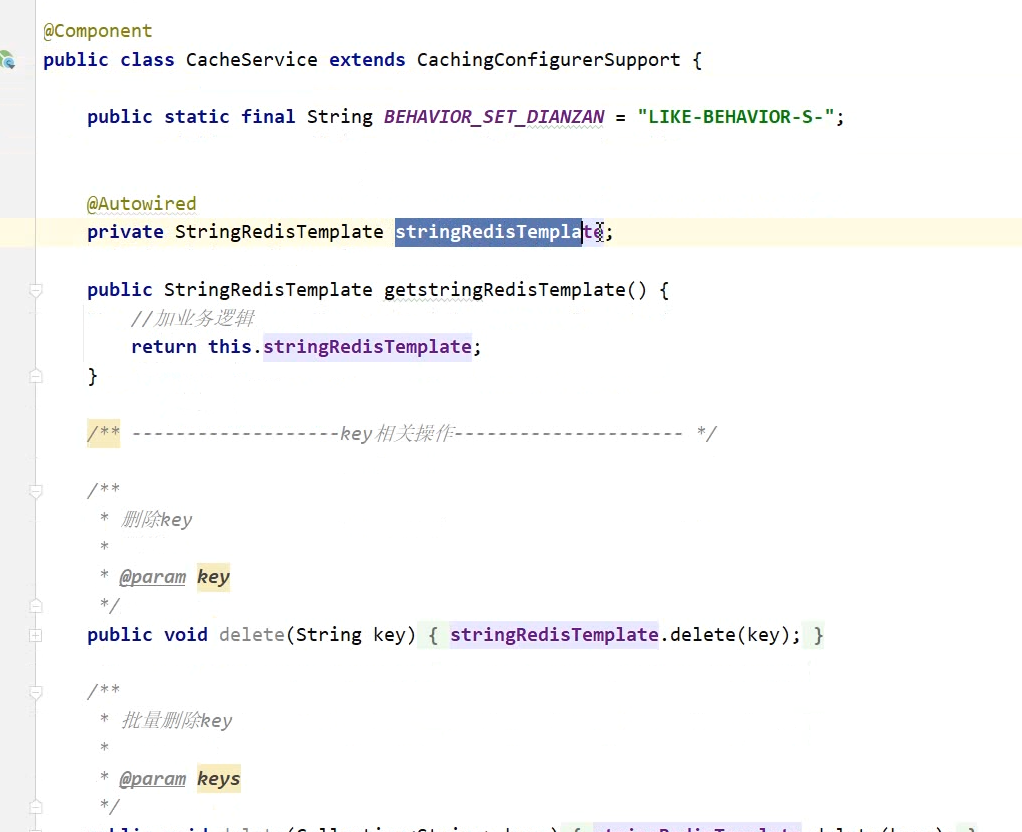 @Component
public class CacheService extends CachingConfigurerSupport {
public static final String BEHAVIOR_SET_DIANZAN = "LIKE-BEHAVIOR-S-";
@Autowired
private StringRedisTemplate stringRedisTemplate;
public StringRedisTemplate getstringRedisTemplate() {
//加业务逻辑
return this.stringRedisTemplate;
}
/** -------------------key相关操作--------------------- */
/**
* 删除key
*
* @param key
*/
public void delete(String key) { stringRedisTemplate.delete(key); }
/**
* 批量删除key
*
* @param keys
*/